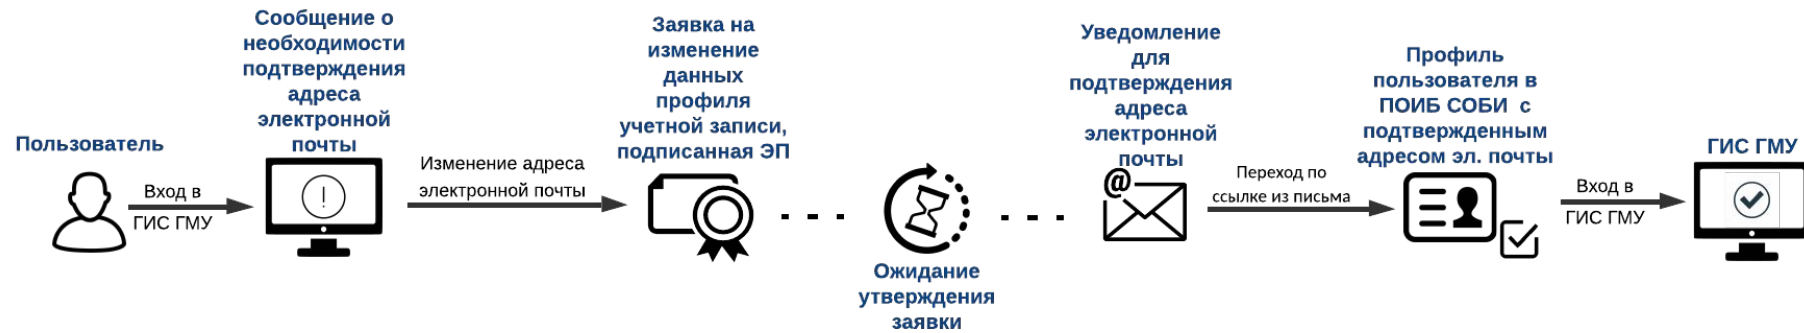 Пользователь
Вход в
ГИС ГМУ
Сообщение о
необходимости
подтверждения
адреса
электронной
почты
Изменение адреса
электронной почты
Заявка на
изменение
данных
профиля
учетной записи,
подписанная ЭП
Ожидание
утверждения
заявки
Уведомление
для
подтверждения
адреса
электронной
почты
@
Переход по
ссылке из письма
Профиль
пользователя в
ПОИБ СОБИ с
подтвержденным
адресом эл. почты
Вход в
ГИС ГМУ
ГИС ГМУ